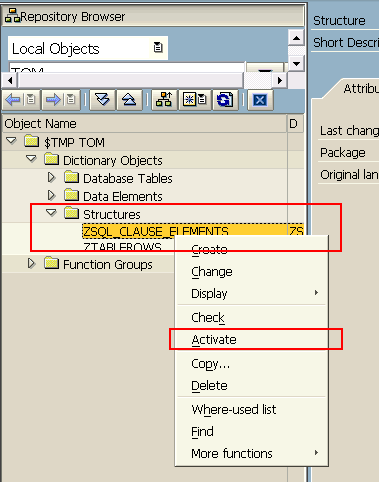 Repository Browser
Structure
Local Objects
Short Descri
TOM
Attribu
Object Name D
$TMP TOM
Last chang
Dictionary Objects
Package
Database Tables
Original lan
Data Elements
Structures
ZSQL_CLAUSE_ELEMENTS ZS
ZTABLEROWS
Function Groups
Create
Change
Display
Check
Activate
Copy...
Delete
Where-used list
Find
More functions